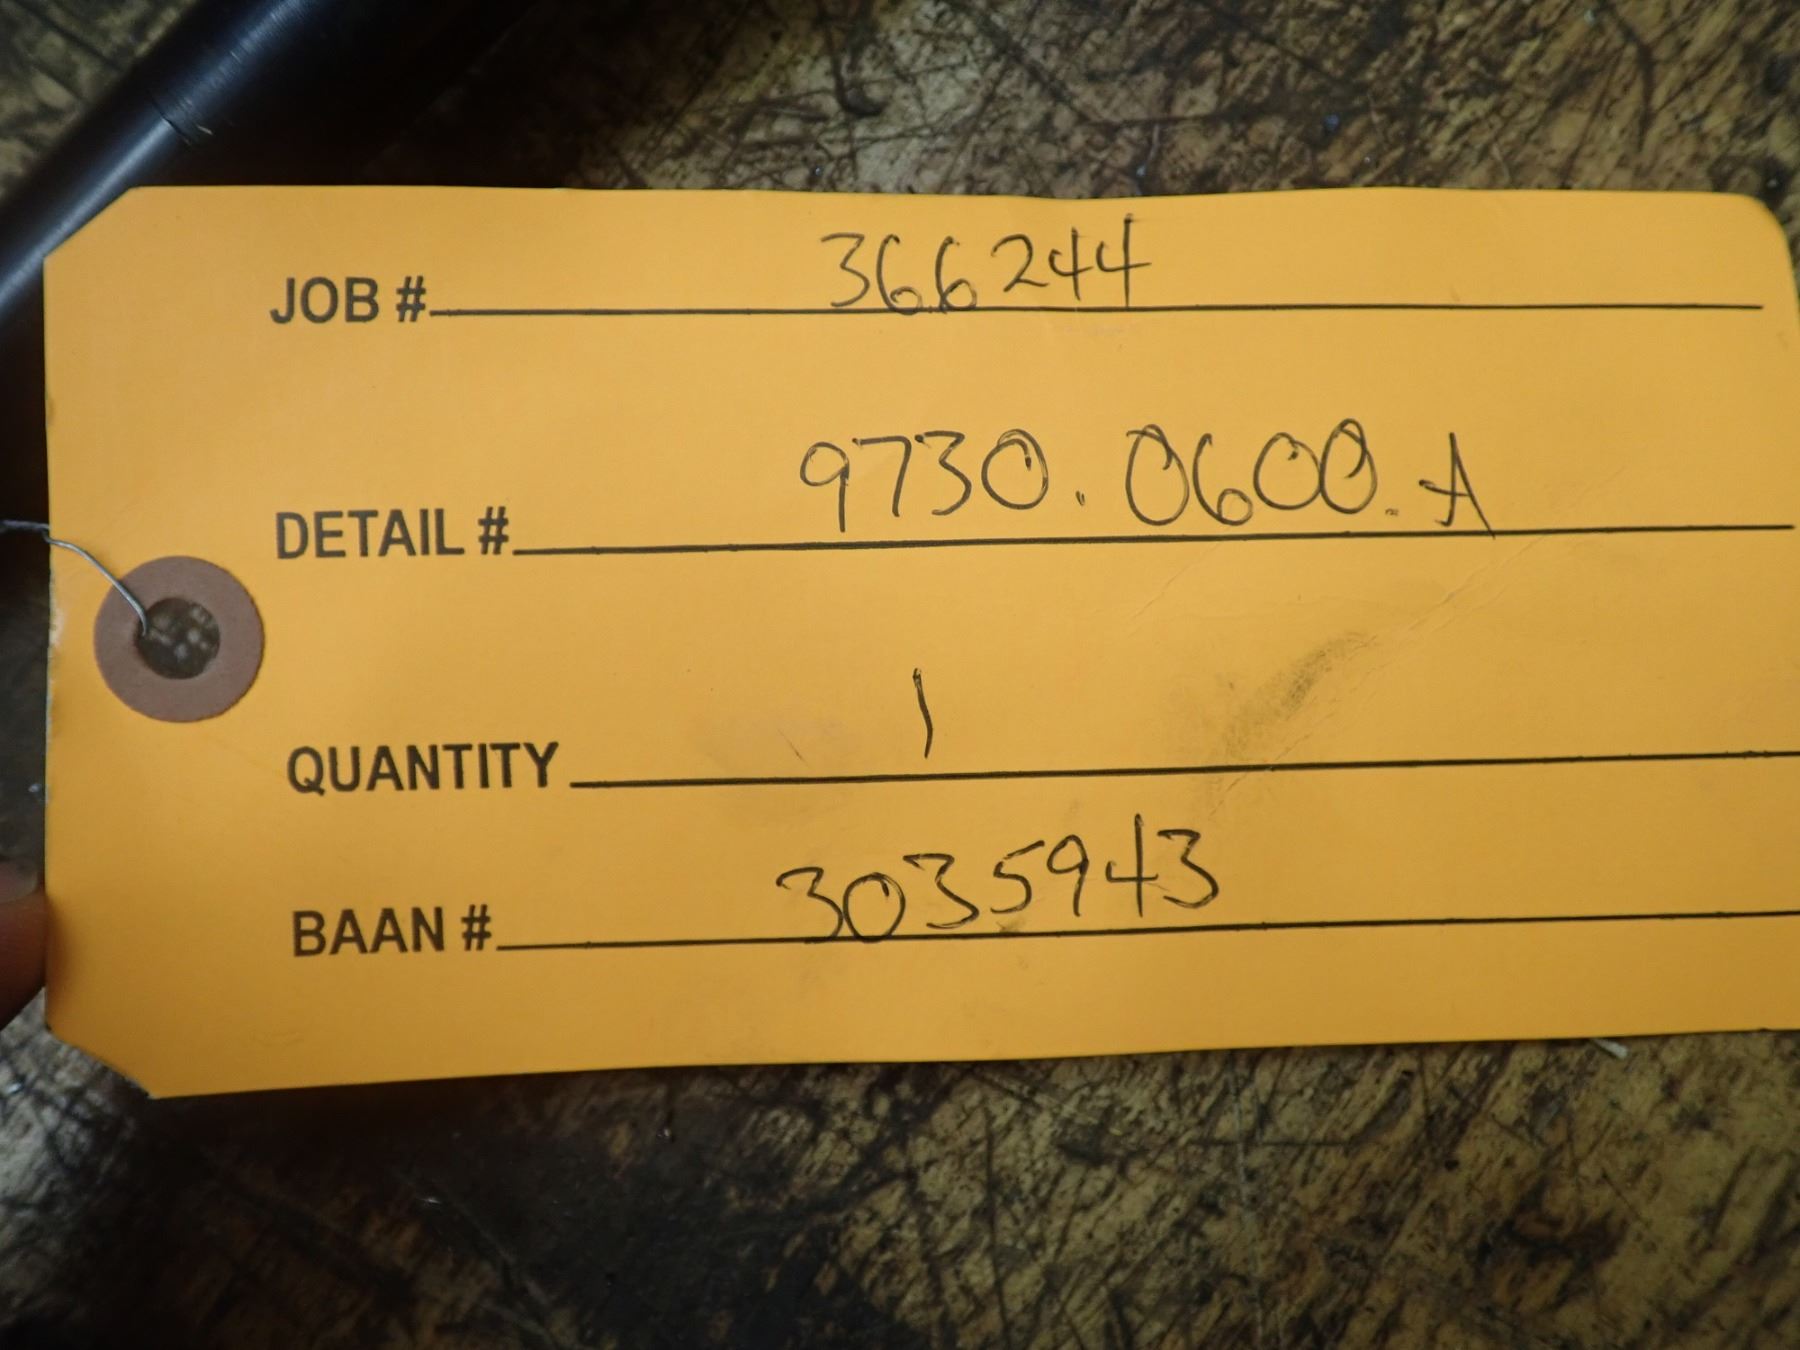 JOB # 366244
DETAIL # 9730.0600.A
QUANTITY 1
BAAN # 3035943